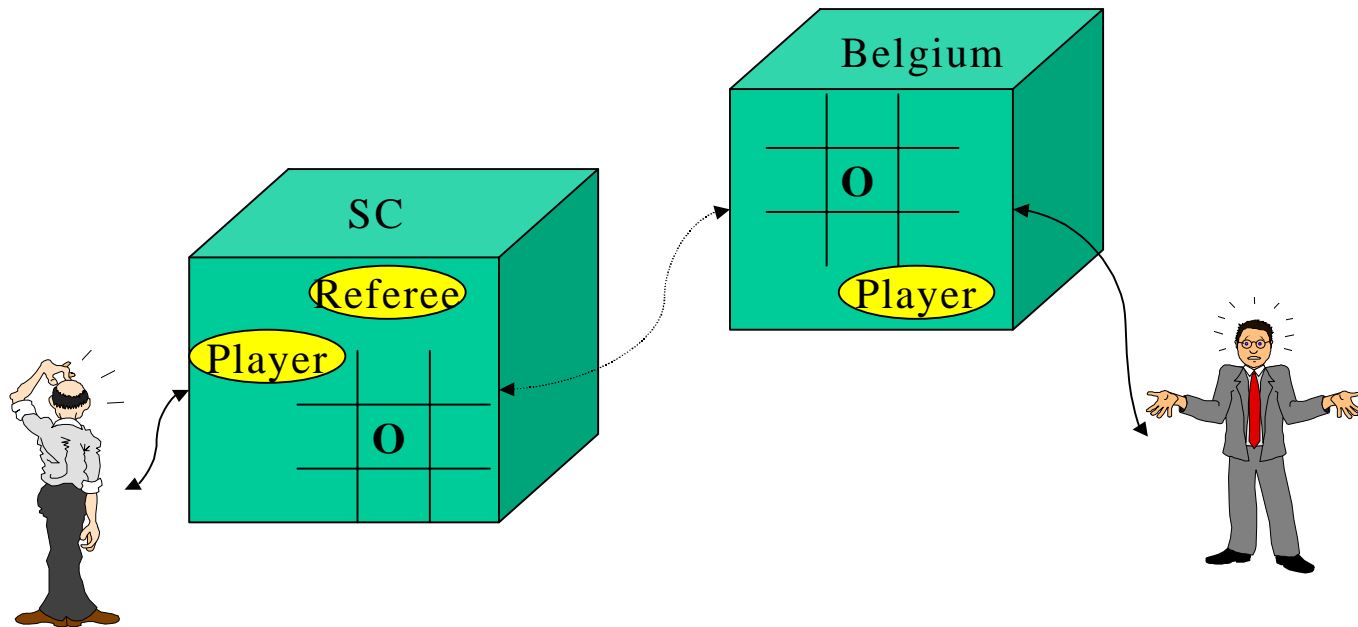 Belgium
O
Player
SC
Referee
Player
O